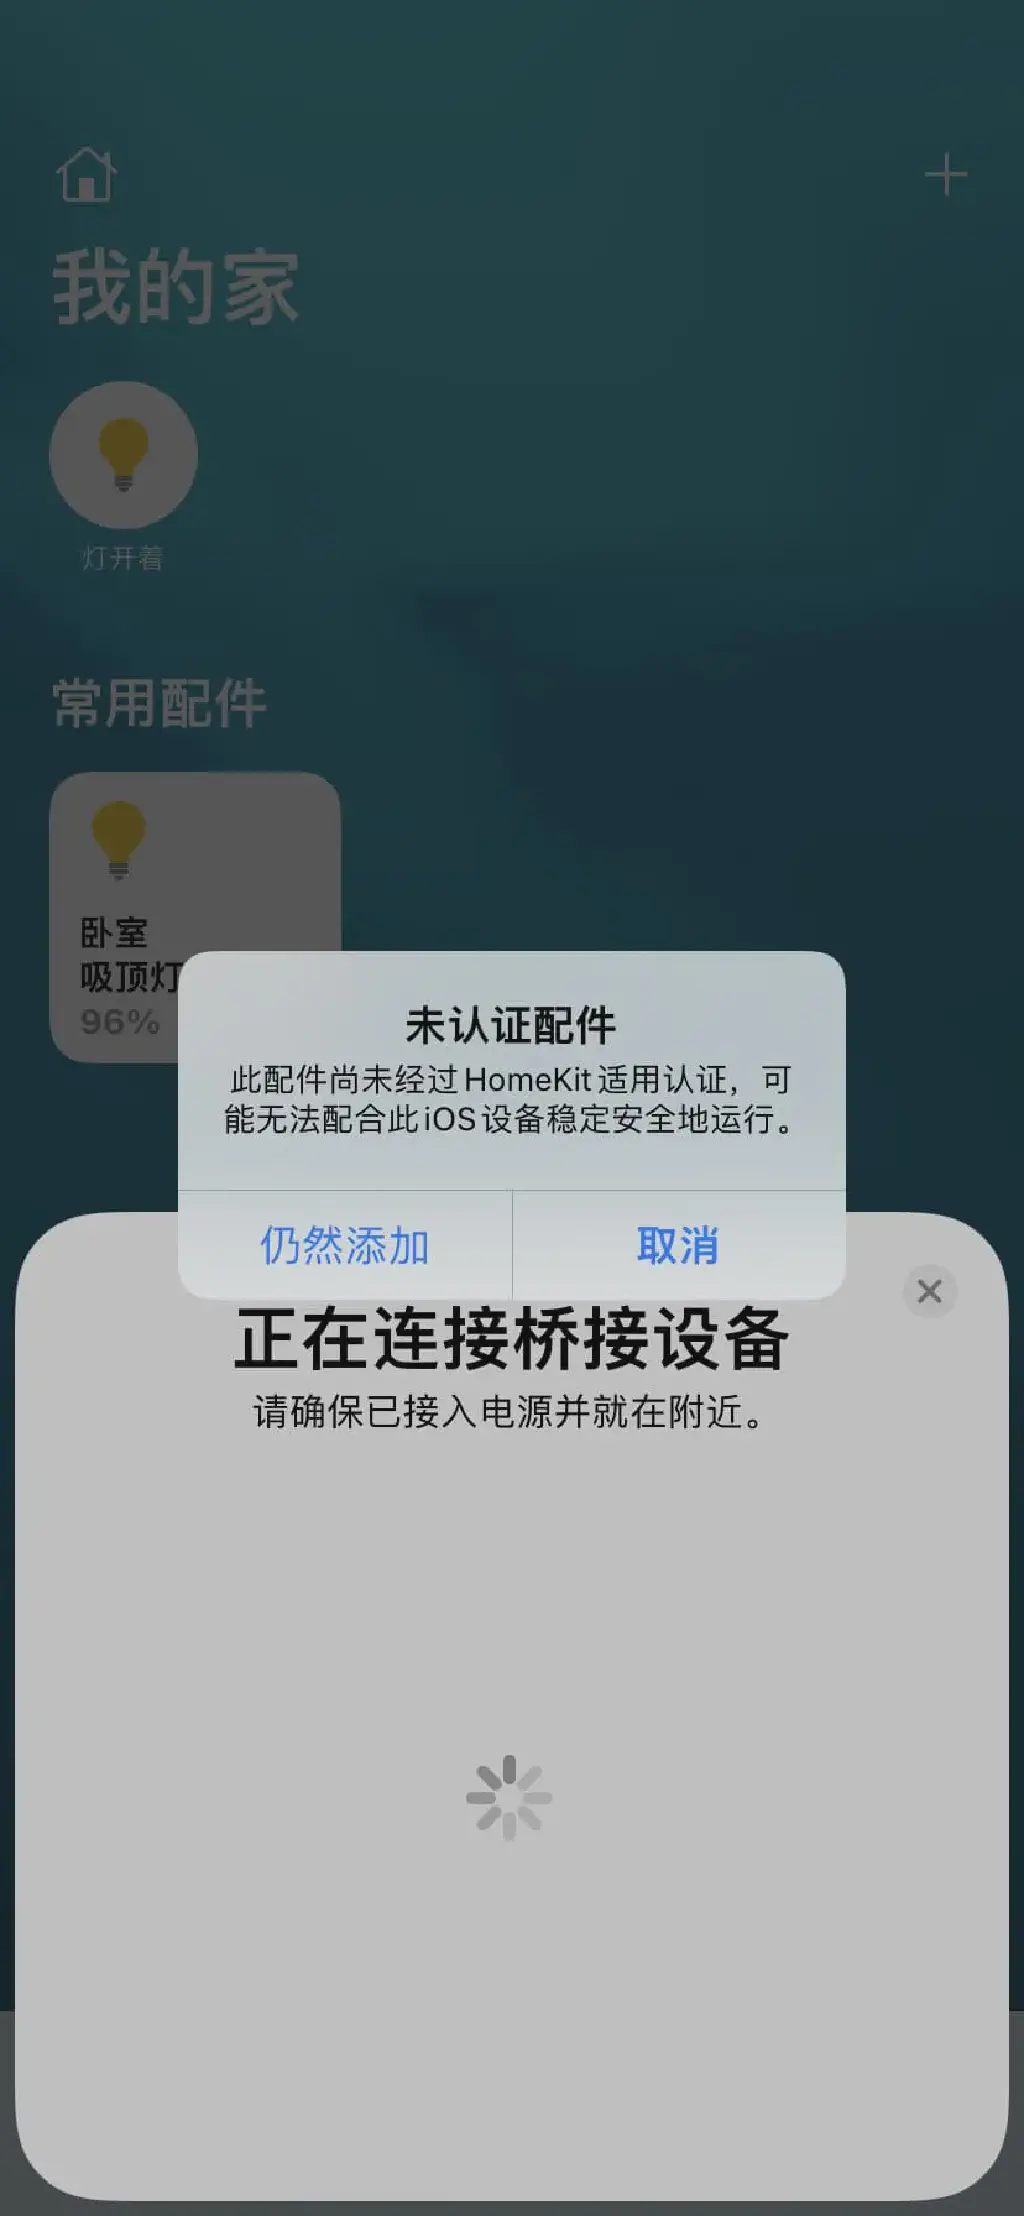 我的家
灯开着
常用配件
卧室
吸顶灯
96%
未认证配件
此配件尚未经过HomeKit适用认证，可
能无法配合此iOS设备稳定安全地运行。
仍然添加
取消
正在连接桥接设备
请确保已接入电源并就在附近。